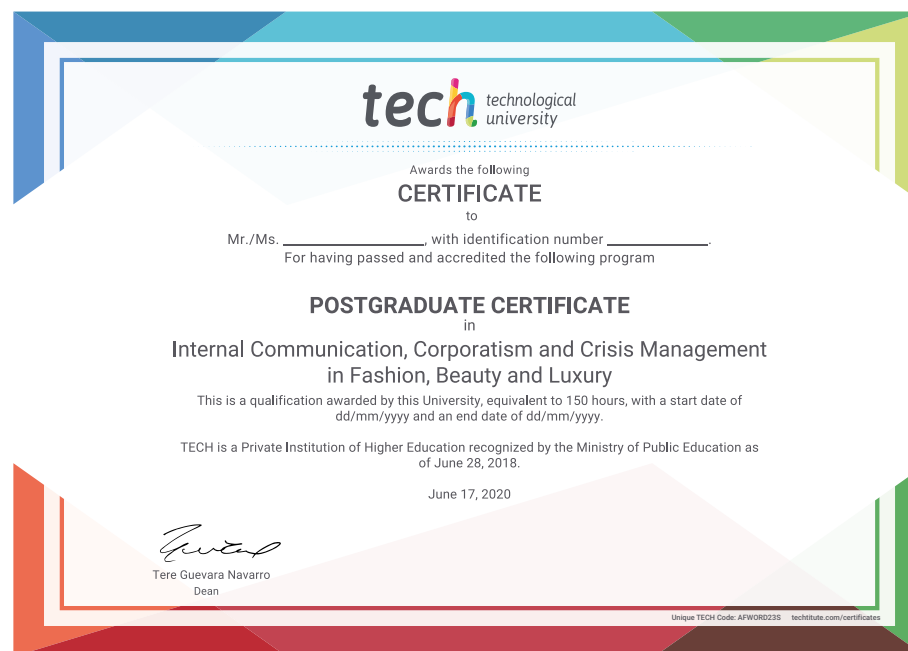 tech technological
university
Awards the following
CERTIFICATE
to
Mr./Ms. ____________________, with identification number ______________.
For having passed and accredited the following program
POSTGRADUATE CERTIFICATE
in
Internal Communication, Corporatism and Crisis Management
in Fashion, Beauty and Luxury
This is a qualification awarded by this University, equivalent to 150 hours, with a start date of
dd/mm/yyyy and an end date of dd/mm/yyyy.
TECH is a Private Institution of Higher Education recognized by the Ministry of Public Education as
of June 28, 2018.
June 17, 2020
Tere Guevara Navarro
Dean
Unique TECH Code: AFWORD23S techtitute.com/certificates